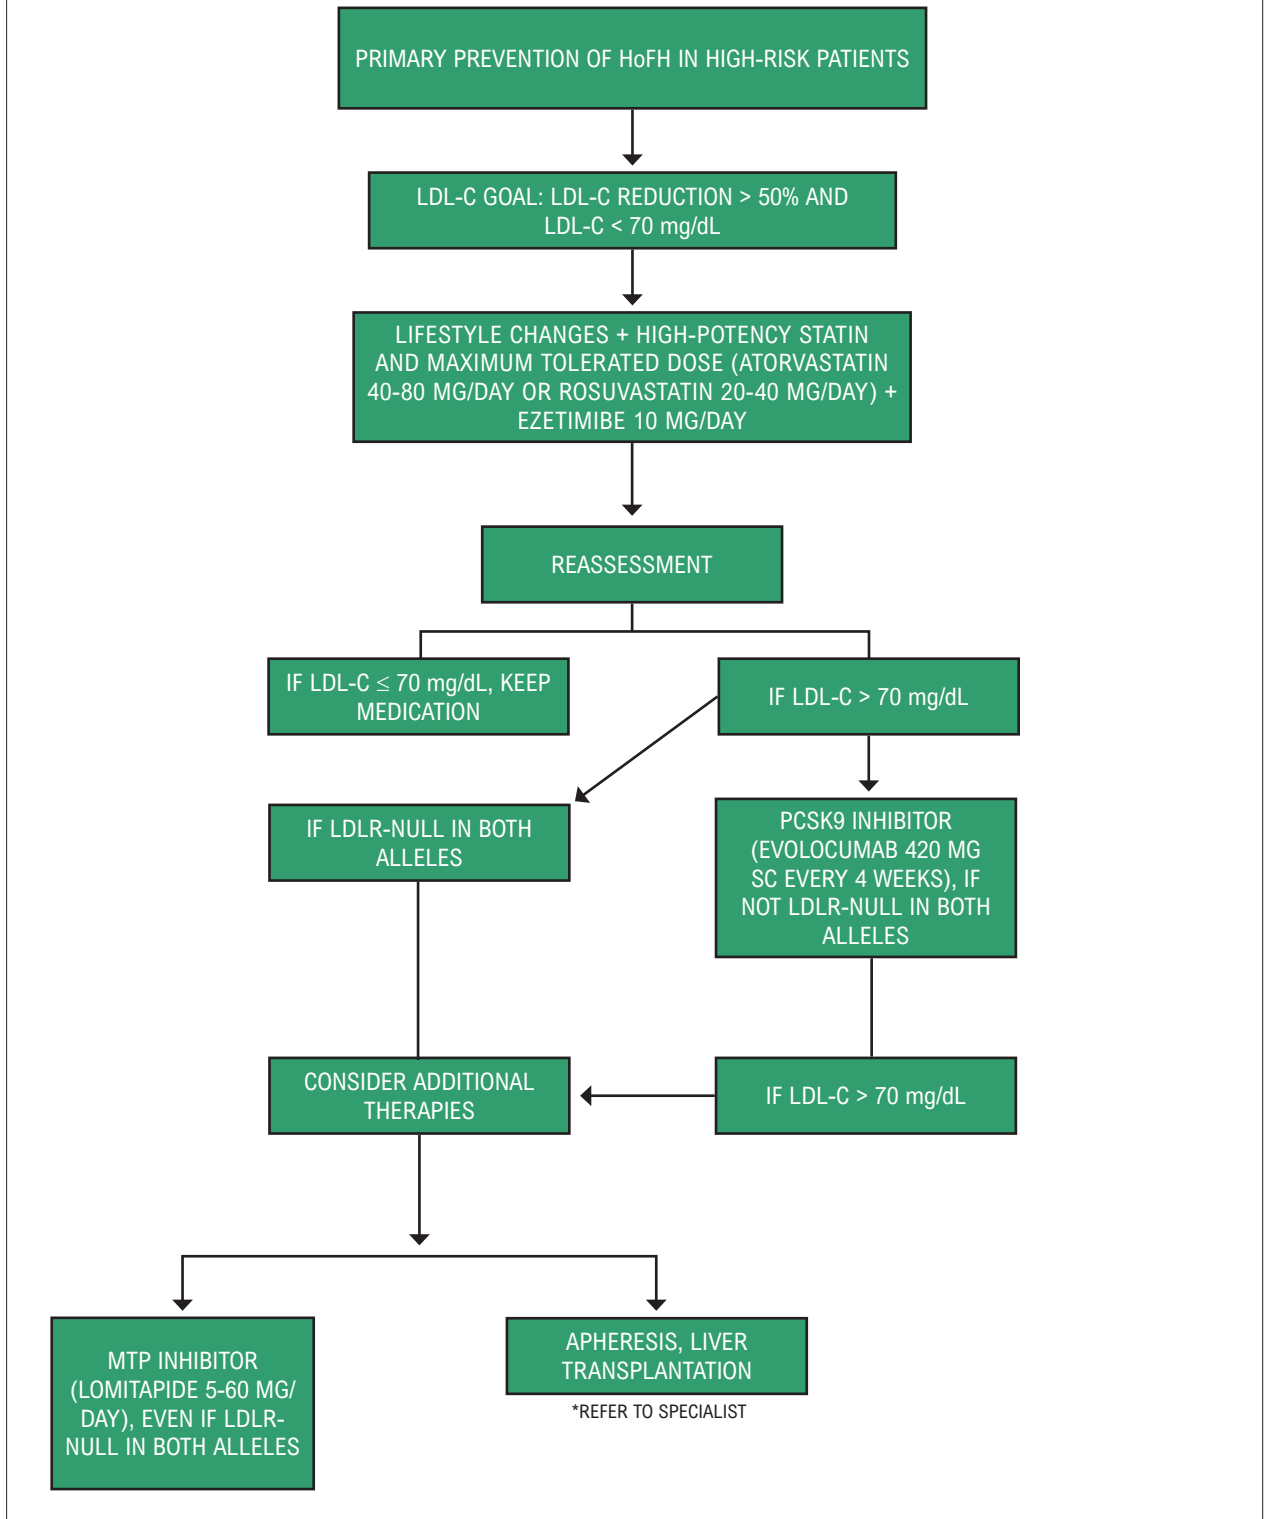 PRIMARY PREVENTION OF HoFH IN HIGH-RISK PATIENTS
LDL-C GOAL: LDL-C REDUCTION > 50% AND
LDL-C < 70 mg/dL
LIFESTYLE CHANGES + HIGH-POTENCY STATIN
AND MAXIMUM TOLERATED DOSE (ATORVASTATIN
40-80 MG/DAY OR ROSUVASTATIN 20-40 MG/DAY) +
EZETIMIBE 10 MG/DAY
REASSESSMENT
IF LDL-C ≤ 70 mg/dL, KEEP
MEDICATION
IF LDL-C > 70 mg/dL
IF LDLR-NULL IN BOTH
ALLELES
PCSK9 INHIBITOR
(EVOLOCUMAB 420 MG
SC EVERY 4 WEEKS), IF
NOT LDLR-NULL IN BOTH
ALLELES
CONSIDER ADDITIONAL
THERAPIES
IF LDL-C > 70 mg/dL
MTP INHIBITOR
(LOMITAPIDE 5-60 MG/
DAY), EVEN IF LDLR-
NULL IN BOTH ALLELES
APHERESIS, LIVER
TRANSPLANTATION
*REFER TO SPECIALIST